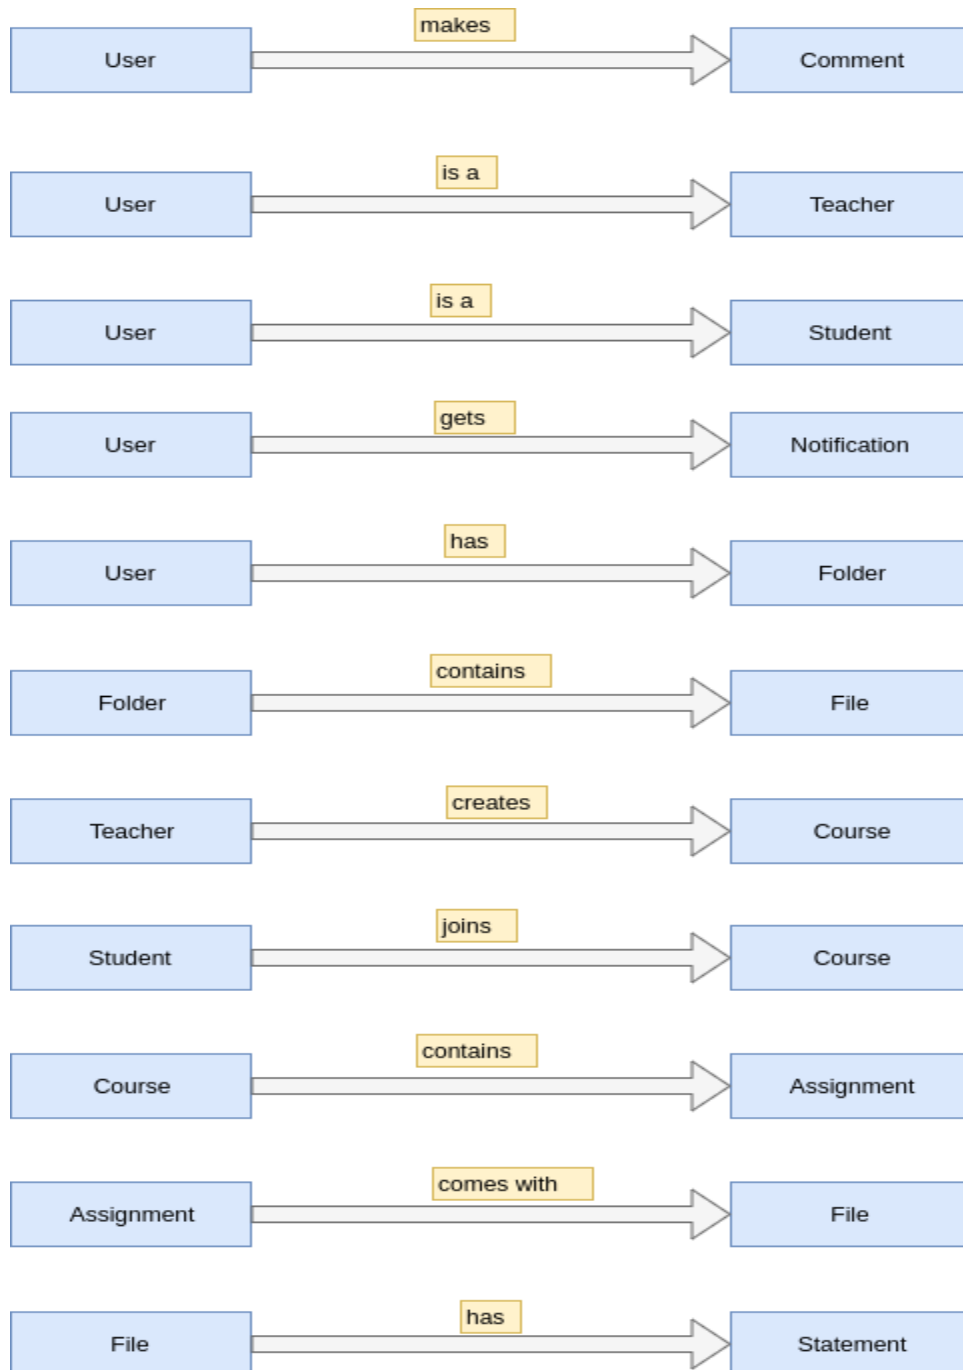 makes
User
Comment
is a
User
Teacher
is a
User
Student
gets
User
Notification
has
User
Folder
contains
Folder
File
creates
Teacher
Course
joins
Student
Course
contains
Course
Assignment
comes with
Assignment
File
has
File
Statement